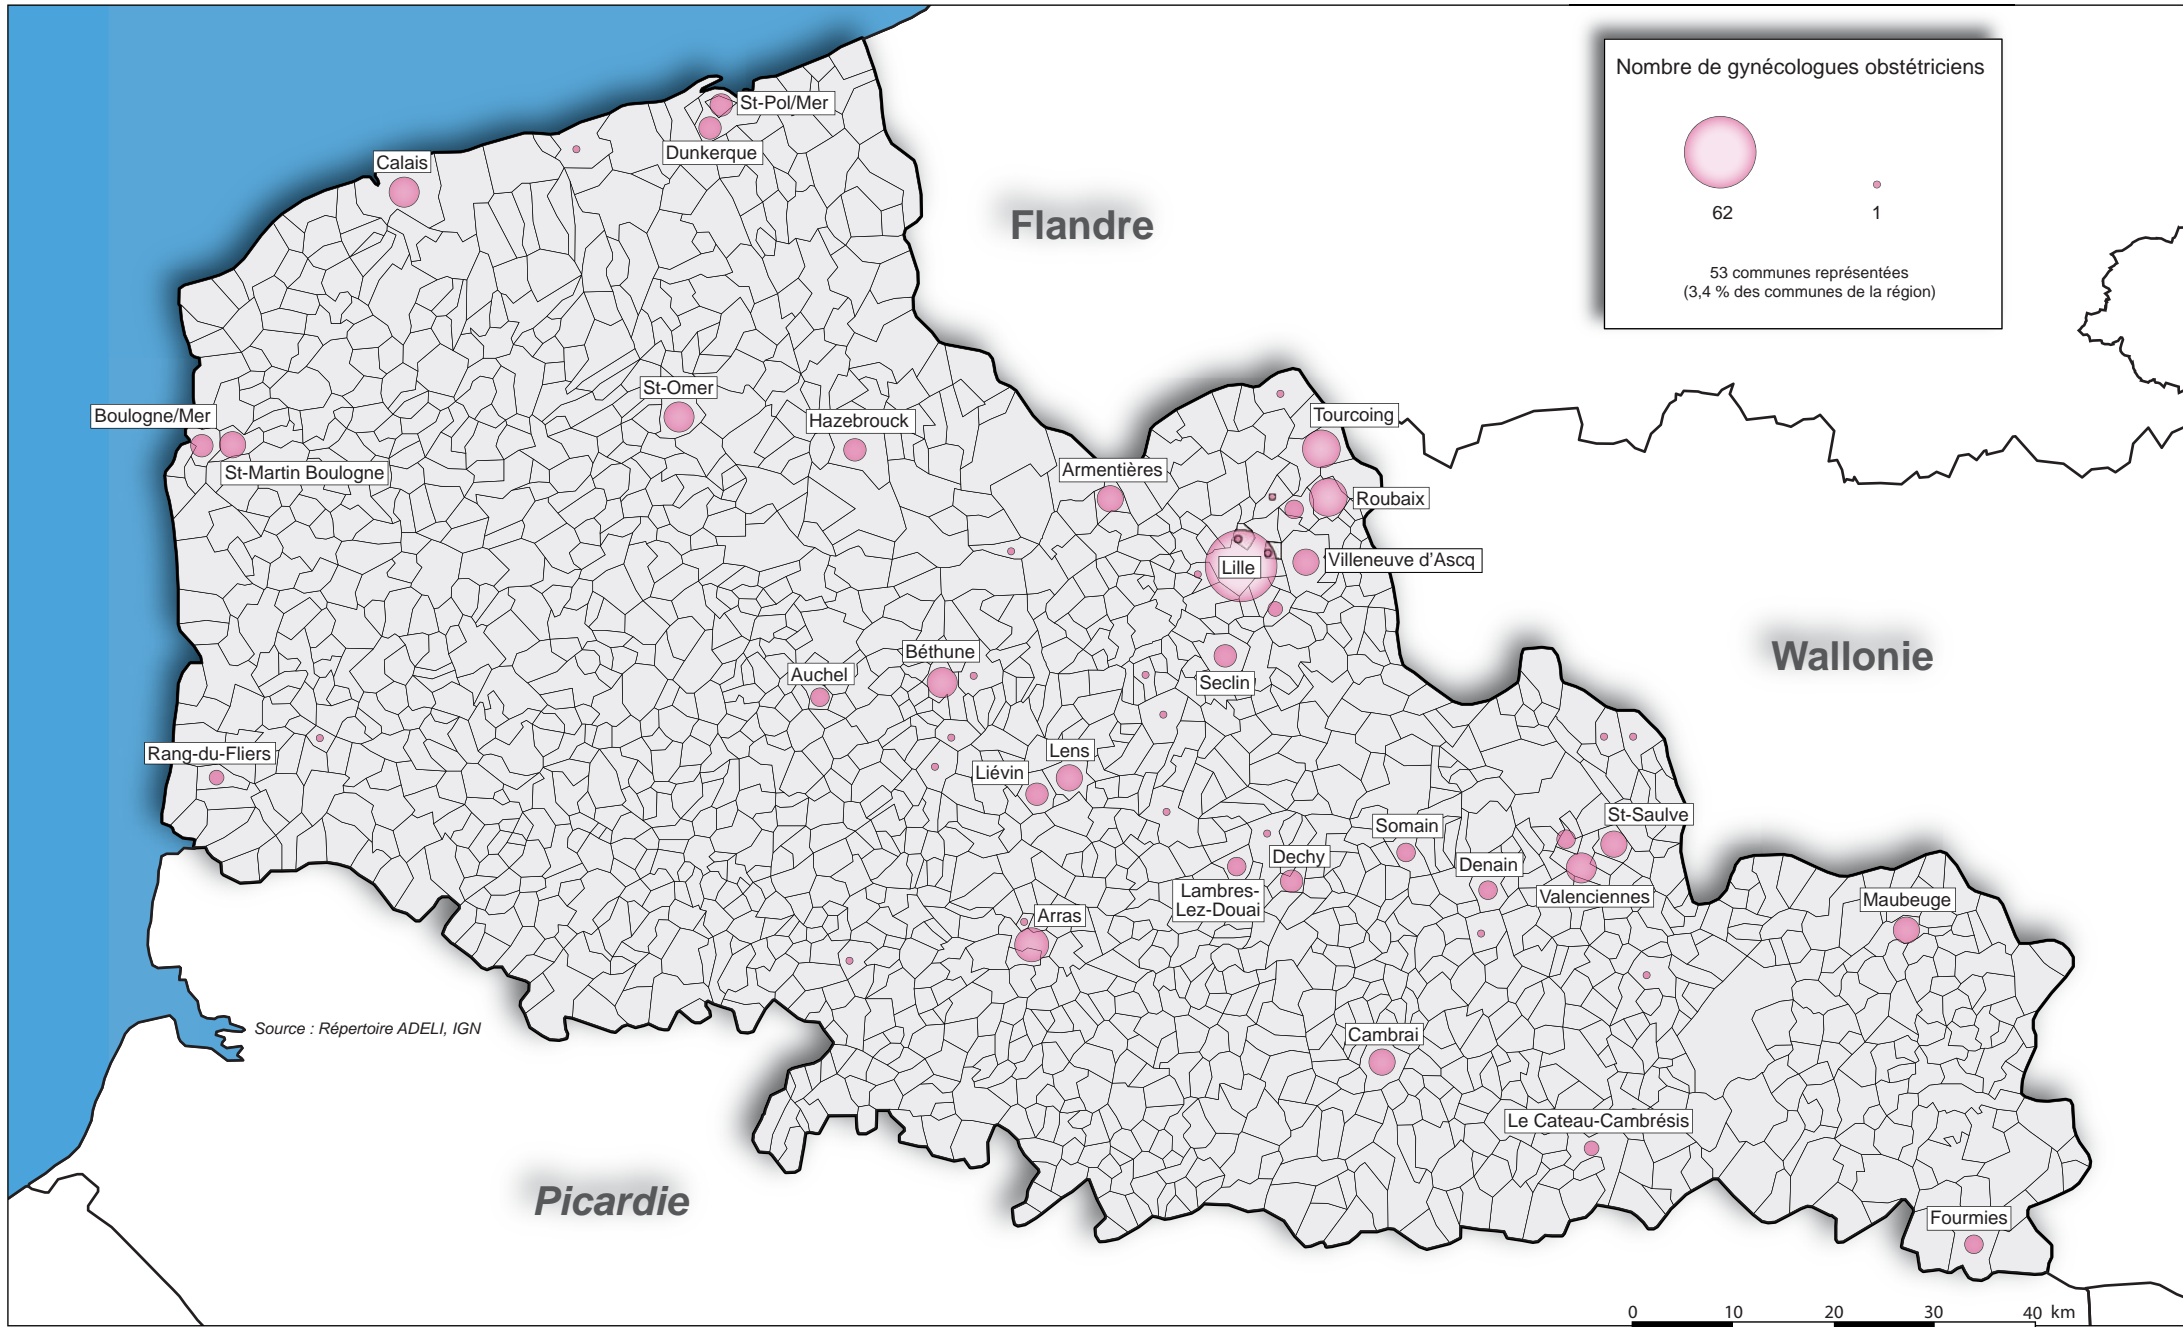 Nombre de gynécologues obstétriciens
62
1
53 communes représentées
(3,4 % des communes de la région)
St-Pol/Mer
Dunkerque
Calais
Flandre
St-Omer
Boulogne/Mer
Hazebrouck
Tourcoing
St-Martin Boulogne
Armentières
Roubaix
Villeneuve d'Ascq
Lille
Wallonie
Béthune
Auchel
Seclin
Rang-du-Fliers
Lens
Liévin
St-Saulve
Somain
Dechy
Denain
Lambres-
Lez-Douai
Valenciennes
Maubeuge
Arras
Source : Répertoire ADELI, IGN
Cambrai
Le Cateau-Cambrésis
Picardie
Fourmies
0 10 20 30 40 km